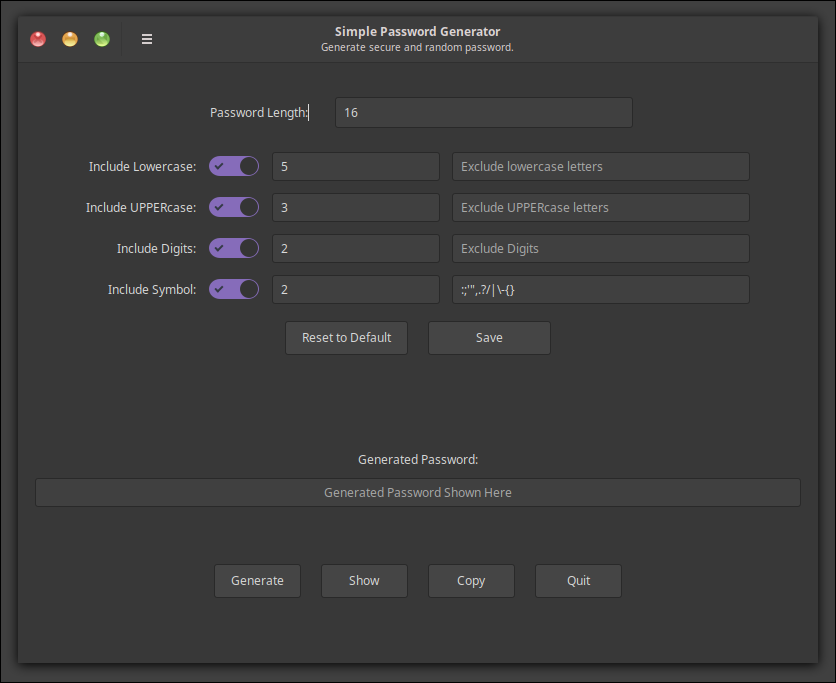 Simple Password Generator
Generate secure and random password.
Password Length: 16
Include Lowercase: 5 Exclude lowercase letters
Include UPPERcase: 3 Exclude UPPERcase letters
Include Digits: 2 Exclude Digits
Include Symbol: 2 :;'",.?/|\-{}
Reset to Default Save
Generated Password:
Generated Password Shown Here
Generate Show Copy Quit